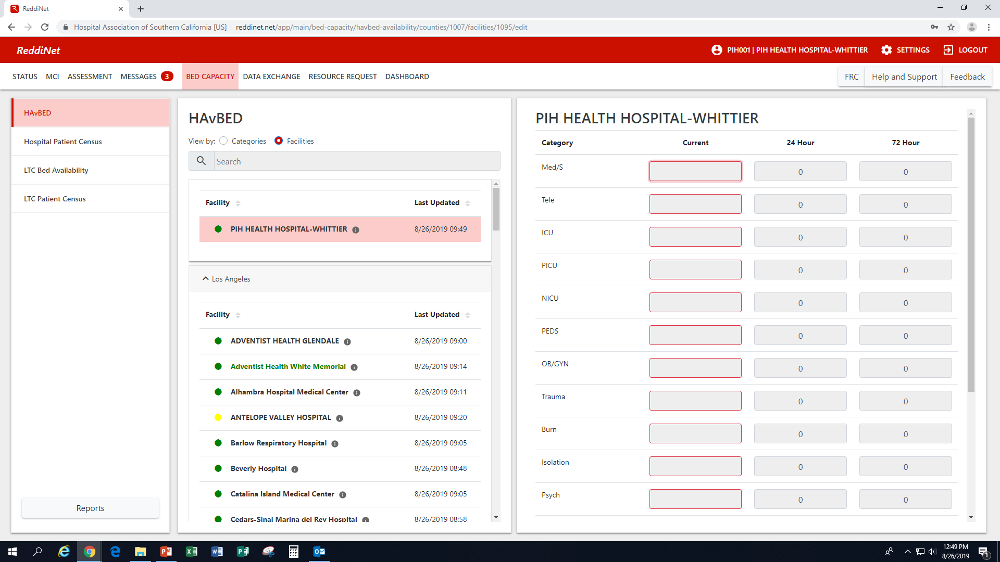 ReddiNet
Hospital Association of Southern California [US] | reddinet.net/app/main/bed-capacity/havbed-availability/counties/1007/facilities/1095/edit
ReddiNet
PIH001 | PIH HEALTH HOSPITAL-WHITTIER SETTINGS LOGOUT
STATUS MCI ASSESSMENT MESSAGES 3 BED CAPACITY DATA EXCHANGE RESOURCE REQUEST DASHBOARD FRC Help and Support Feedback
HAvBED
Hospital Patient Census
LTC Bed Availability
LTC Patient Census
Reports
HAvBED
View by: Categories Facilities
Search
Facility Last Updated
PIH HEALTH HOSPITAL-WHITTIER 8/26/2019 09:49
Los Angeles
Facility Last Updated
ADVENTIST HEALTH GLENDALE 8/26/2019 09:00
Adventist Health White Memorial 8/26/2019 09:14
Alhambra Hospital Medical Center 8/26/2019 09:11
ANTELOPE VALLEY HOSPITAL 8/26/2019 09:20
Barlow Respiratory Hospital 8/26/2019 09:05
Beverly Hospital 8/26/2019 08:48
Catalina Island Medical Center 8/26/2019 09:05
Cedars-Sinai Marina del Rey Hospital 8/26/2019 08:58
PIH HEALTH HOSPITAL-WHITTIER
Category Current 24 Hour 72 Hour
Med/S 0 0
Tele 0 0
ICU 0 0
PICU 0 0
NICU 0 0
PEDS 0 0
OB/GYN 0 0
Trauma 0 0
Burn 0 0
Isolation 0 0
Psych 0 0
12:49 PM
8/26/2019
1